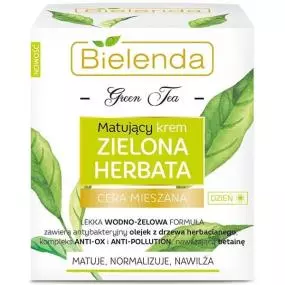 NOWOŚĆ
Bielenda
Green Tea
Matujący krem
ZIELONA
HERBATA
CERA MIESZANA
DZIEŃ
LEKKA WODNO-ŻELOWA FORMUŁA
zawiera antybakteryjny olejek z drzewa herbacianego,
kompleks ANTI-OX i ANTI-POLLUTION, nawilżającą betainę
MATUJE, NORMALIZUJE, NAWILŻA